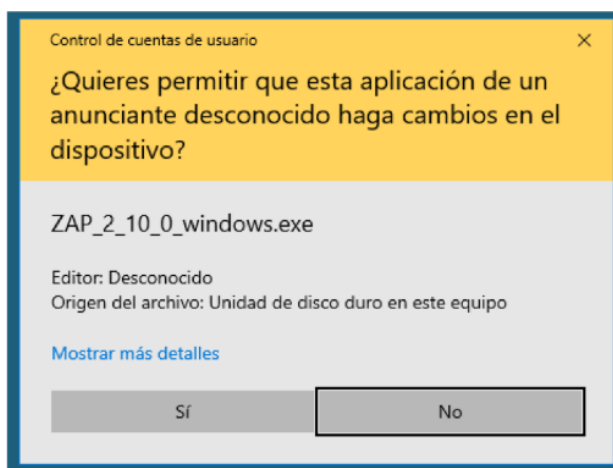 Control de cuentas de usuario
¿Quieres permitir que esta aplicación de un
anunciante desconocido haga cambios en el
dispositivo?
ZAP_2_10_0_windows.exe
Editor: Desconocido
Origen del archivo: Unidad de disco duro en este equipo
Mostrar más detalles
Sí
No